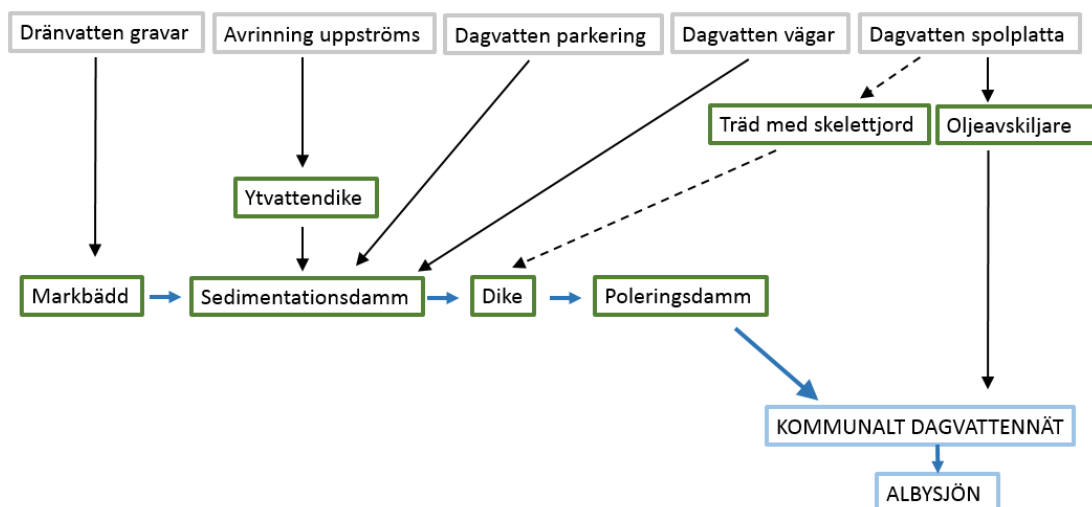 Dränvatten gravar
Avrinning uppströms
Dagvatten parkering
Dagvatten vägar
Dagvatten spolplatta
Träd med skelettjord
Oljeavskiljare
Ytvattendike
Markbädd
Sedimentationsdamm
Dike
Poleringsdamm
KOMMUNALT DAGVATTENNÄT
ALBYSJÖN